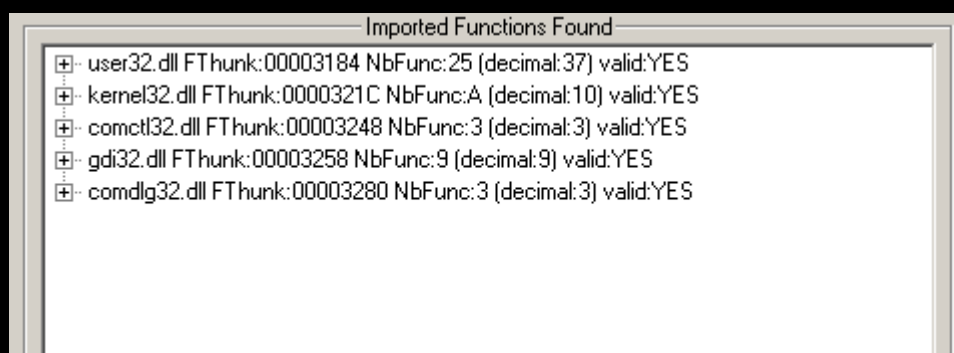 Imported Functions Found
user32.dll FThunk:00003184 NbFunc:25 (decimal:37) valid:YES
kernel32.dll FThunk:0000321C NbFunc:A (decimal:10) valid:YES
comctl32.dll FThunk:00003248 NbFunc:3 (decimal:3) valid:YES
gdi32.dll FThunk:00003258 NbFunc:9 (decimal:9) valid:YES
comdlg32.dll FThunk:00003280 NbFunc:3 (decimal:3) valid:YES